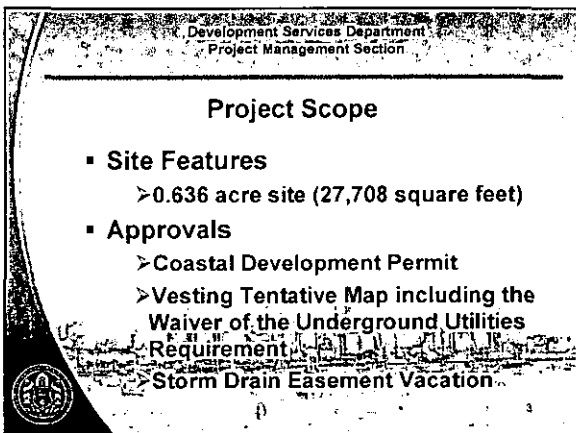 Development Services Department
Project Management Section
Project Scope
▪ Site Features
➢0.636 acre site (27,708 square feet)
▪ Approvals
➢Coastal Development Permit
➢Vesting Tentative Map including the
Waiver of the Underground Utilities
Requirement
➢Storm Drain Easement Vacation
3